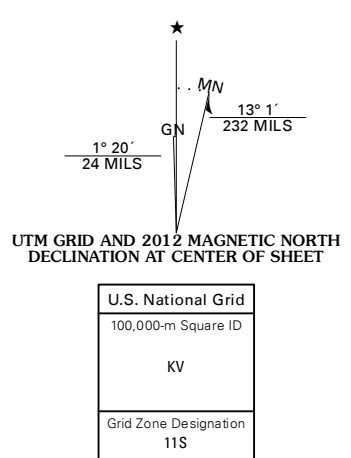 ★
MN
GN
13° 1´
232 MILS
1° 20´
24 MILS
UTM GRID AND 2012 MAGNETIC NORTH
DECLINATION AT CENTER OF SHEET
U.S. National Grid
100,000-m Square ID
KV
Grid Zone Designation
11S